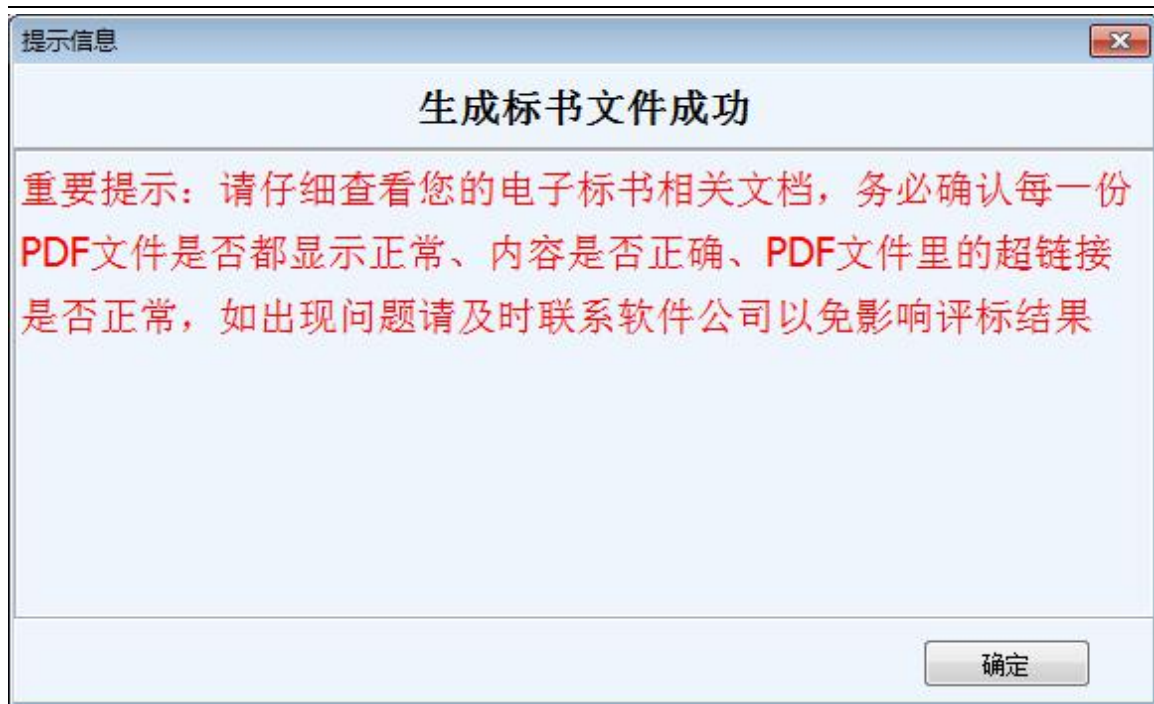 提示信息
生成标书文件成功
重要提示：请仔细查看您的电子标书相关文档，务必确认每一份
PDF文件是否都显示正常、内容是否正确、PDF文件里的超链接
是否正常，如出现问题请及时联系软件公司以免影响评标结果
确定